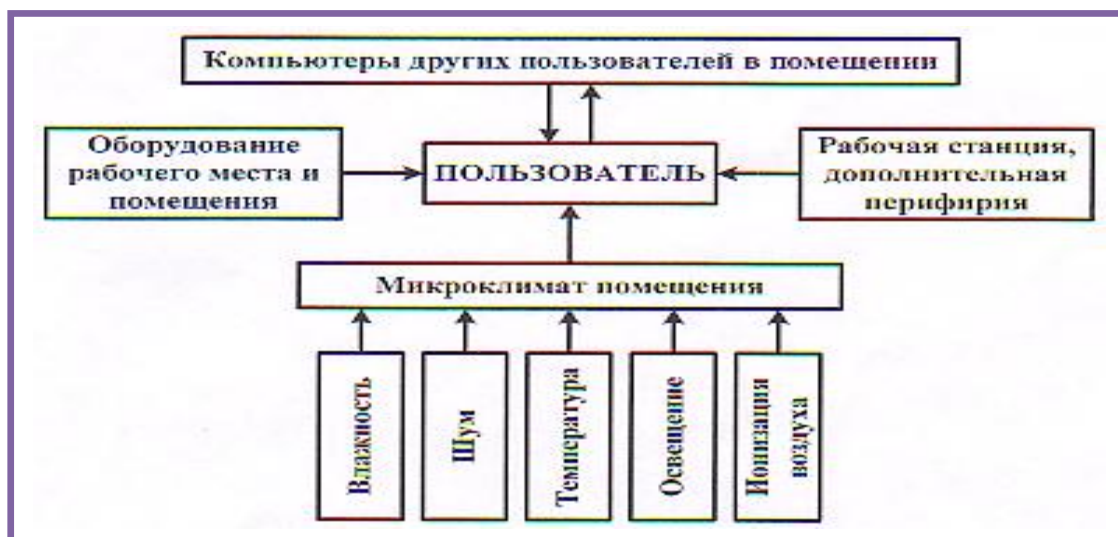 Компьютеры других пользователей в помещении
Оборудование
рабочего места и
помещения
ПОЛЬЗОВАТЕЛЬ
Рабочая станция,
дополнительная
перифирия
Микроклимат помещения
Влажность
Шум
Температура
Освещение
Ионизация
воздуха